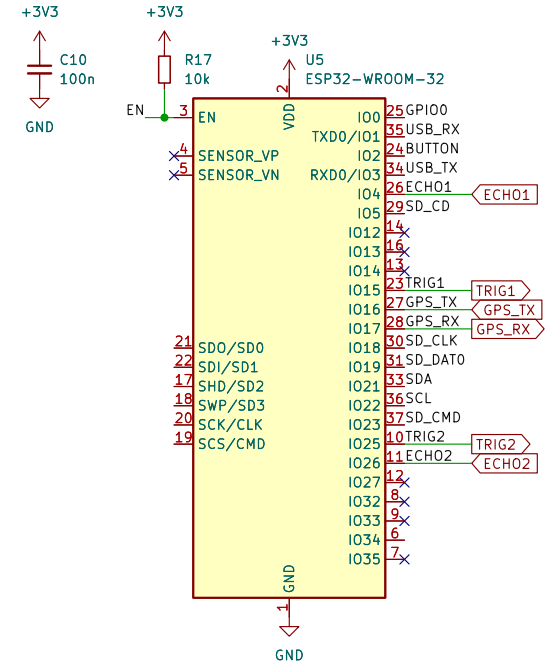 +3V3
C10
100n
GND
+3V3
R17
10k
+3V3
U5
ESP32-WROOM-32
2
VDD
EN
3
EN
4
SENSOR_VP
5
SENSOR_VN
21
SDO/SD0
22
SDI/SD1
17
SHD/SD2
18
SWP/SD3
20
SCK/CLK
19
SCS/CMD
IO0 25 GPIO0
TXD0/IO1 35 USB_RX
IO2 24 BUTTON
RXD0/IO3 34 USB_TX
IO4 26 ECHO1 ECHO1
IO5 29 SD_CD
IO12 14
IO13 16
IO14 13
IO15 23 TRIG1 TRIG1
IO16 27 GPS_TX GPS_TX
IO17 28 GPS_RX GPS_RX
IO18 30 SD_CLK
IO19 31 SD_DAT0
IO21 33 SDA
IO22 36 SCL
IO23 37 SD_CMD
IO25 10 TRIG2 TRIG2
IO26 11 ECHO2 ECHO2
IO27 12
IO32 8
IO33 9
IO34 6
IO35 7
GND
1
GND